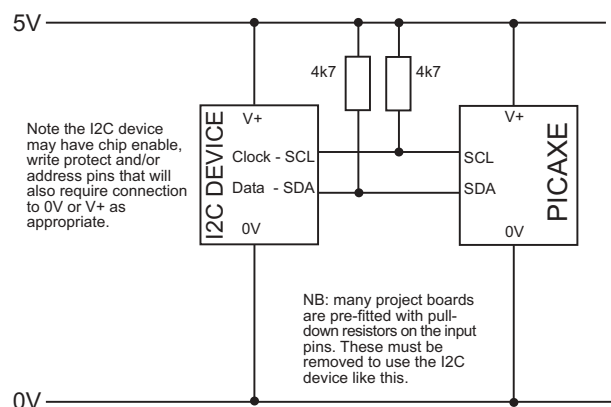 5V
4k7
4k7
Note the I2C device
may have chip enable,
write protect and/or
address pins that will
also require connection
to 0V or V+ as
appropriate.
I2C DEVICE
V+
Clock - SCL
Data - SDA
0V
V+
SCL
SDA
0V
PICAXE
NB: many project boards
are pre-fitted with pull-
down resistors on the input
pins. These must be
removed to use the I2C
device like this.
0V